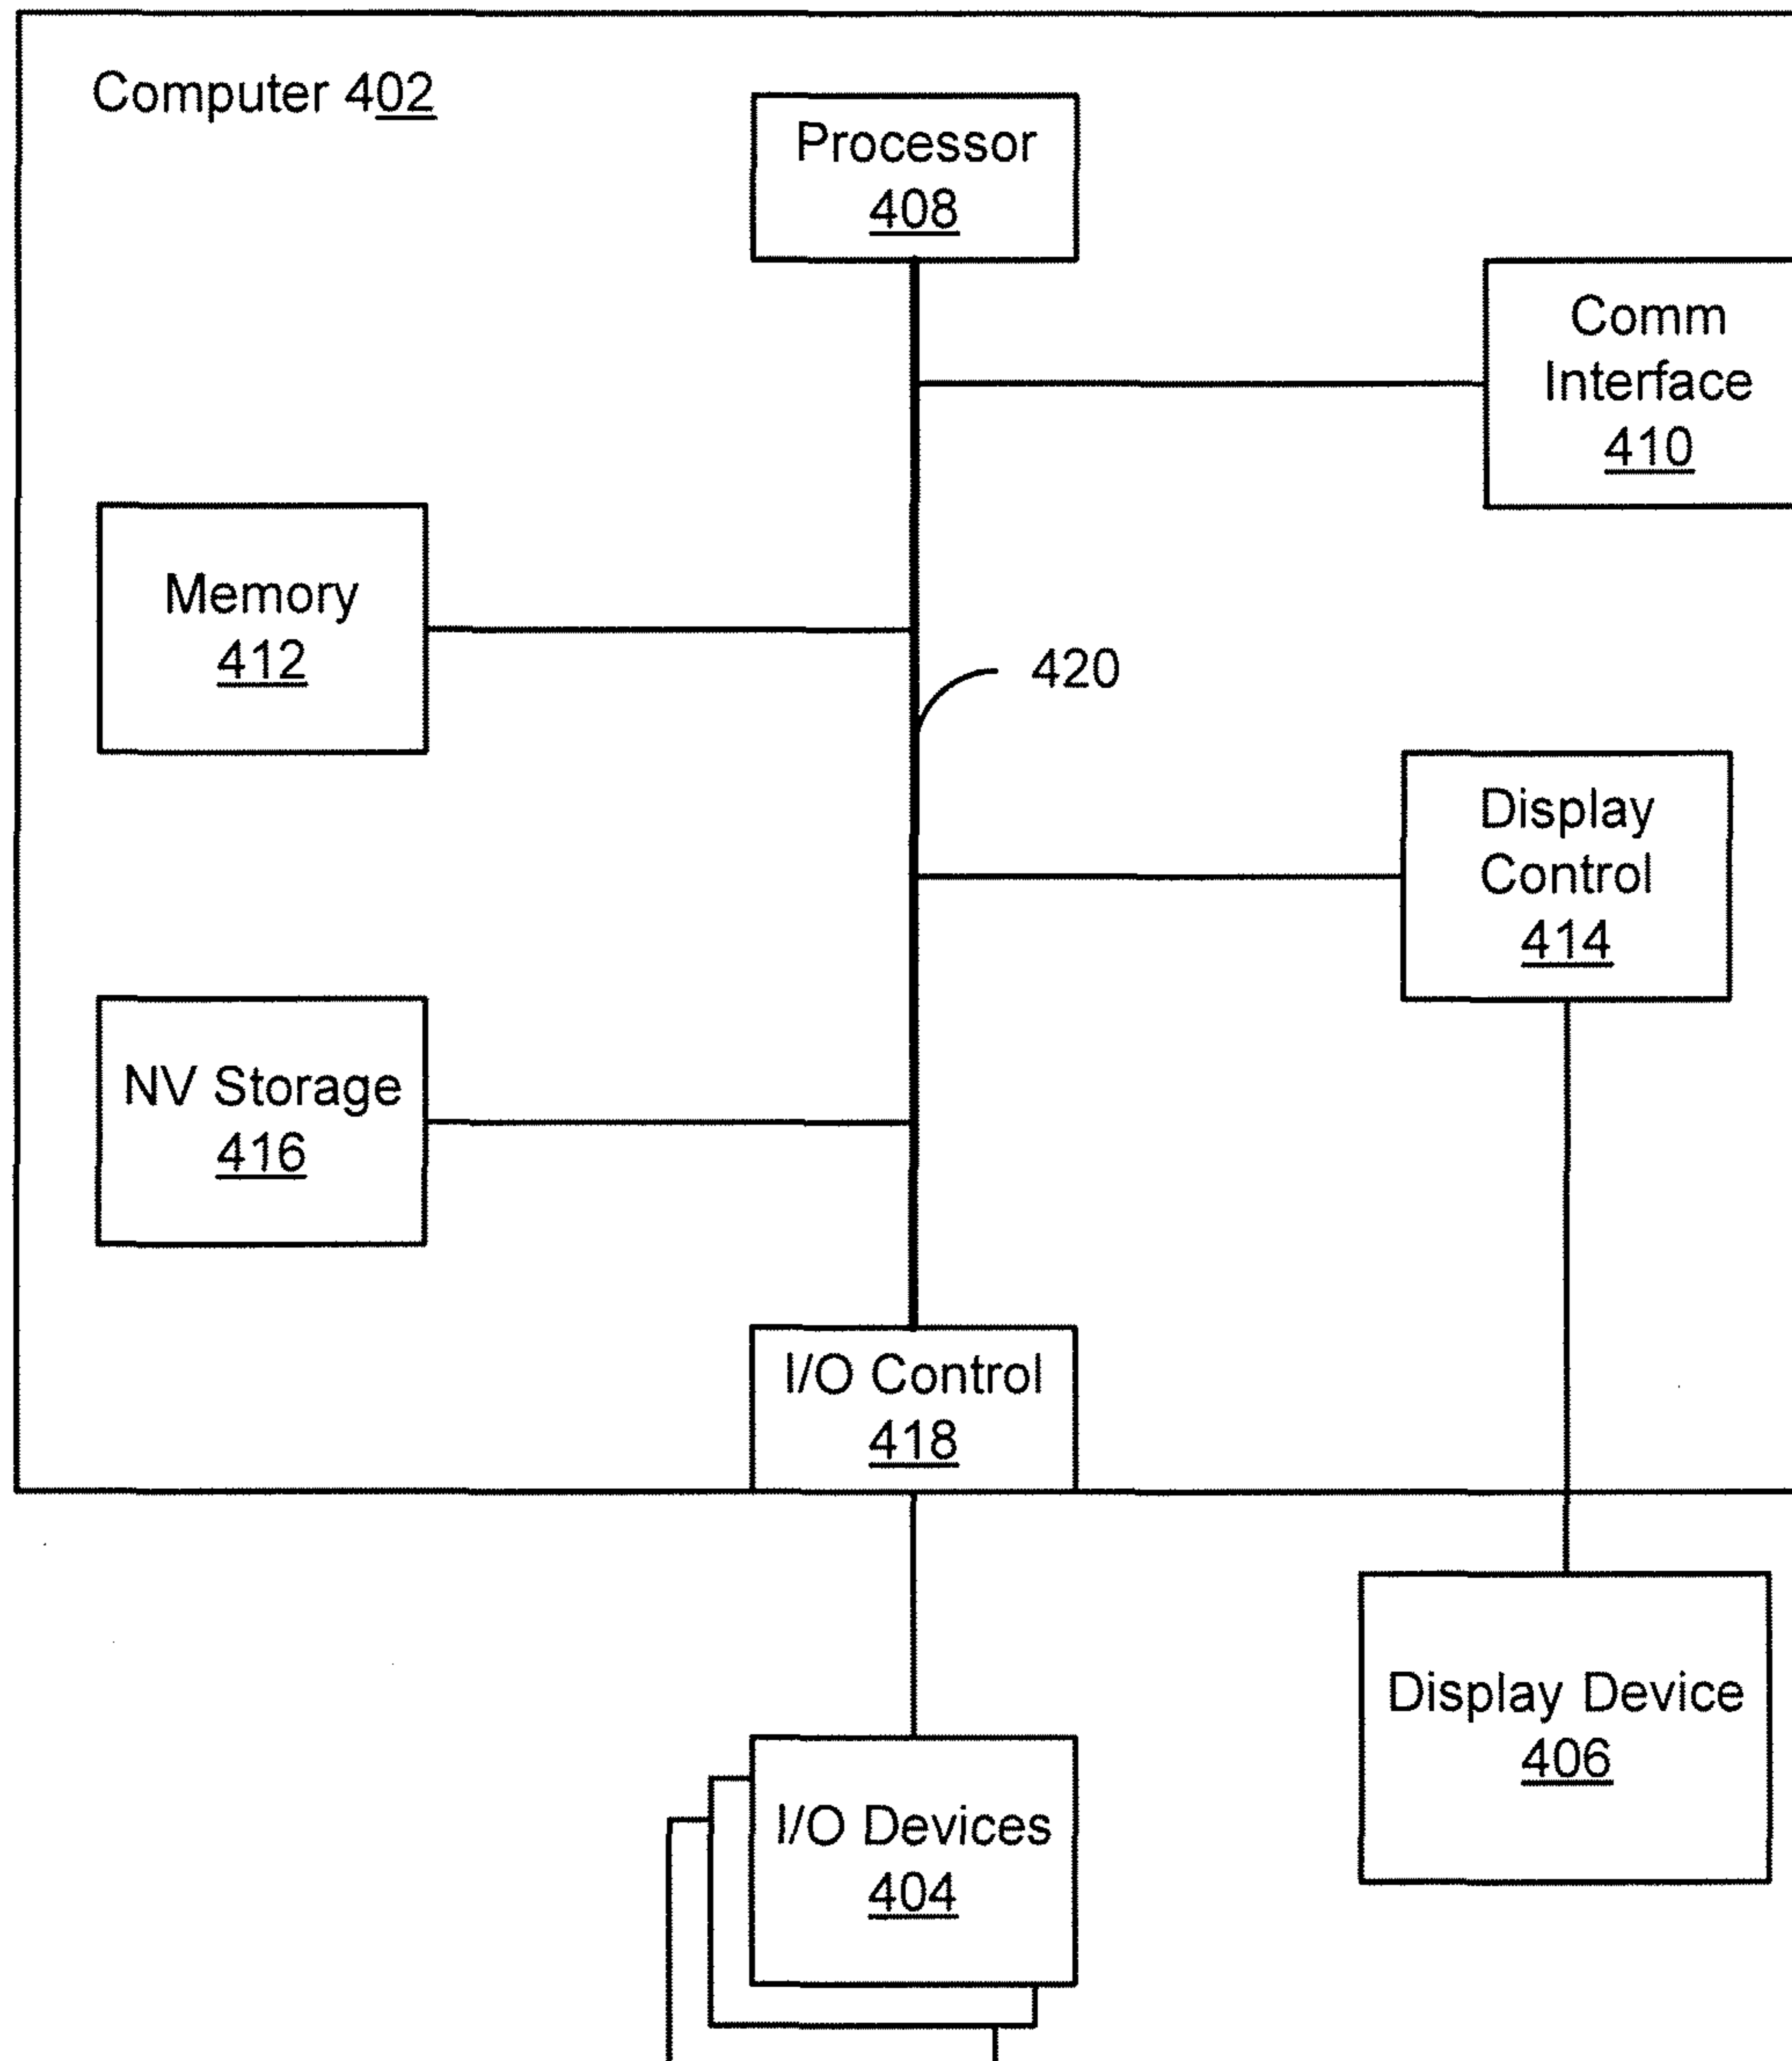 Computer 402
Processor
408
Comm
Interface
410
Memory
412
420
Display
Control
414
NV Storage
416
I/O Control
418
Display Device
406
I/O Devices
404